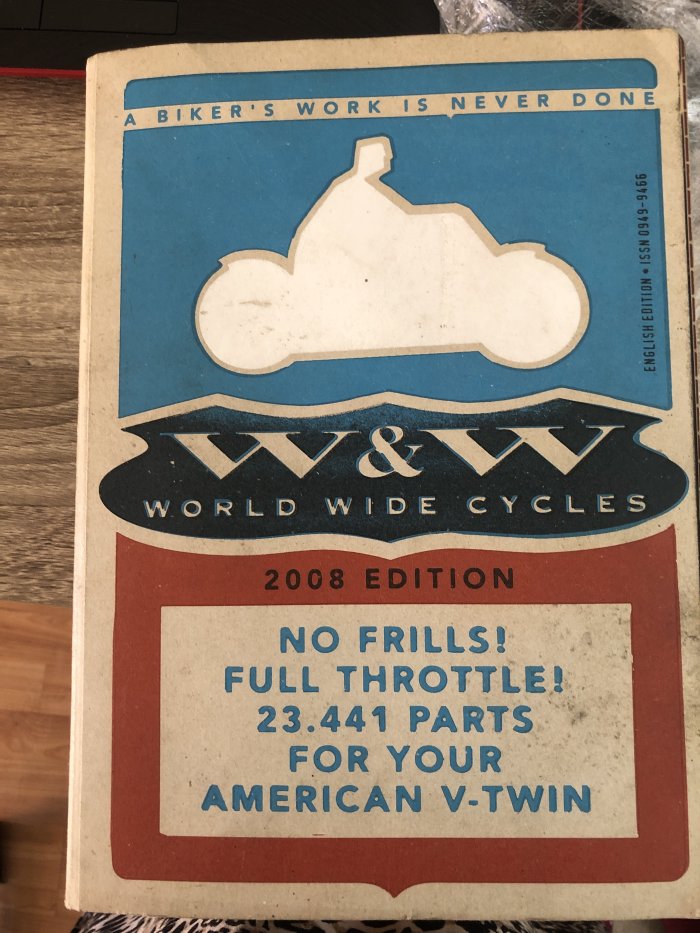 A BIKER'S WORK IS NEVER DONE
ENGLISH EDITION • ISSN 0949-9466
W&W
WORLD WIDE CYCLES
2008 EDITION
NO FRILLS!
FULL THROTTLE!
23.441 PARTS
FOR YOUR
AMERICAN V-TWIN